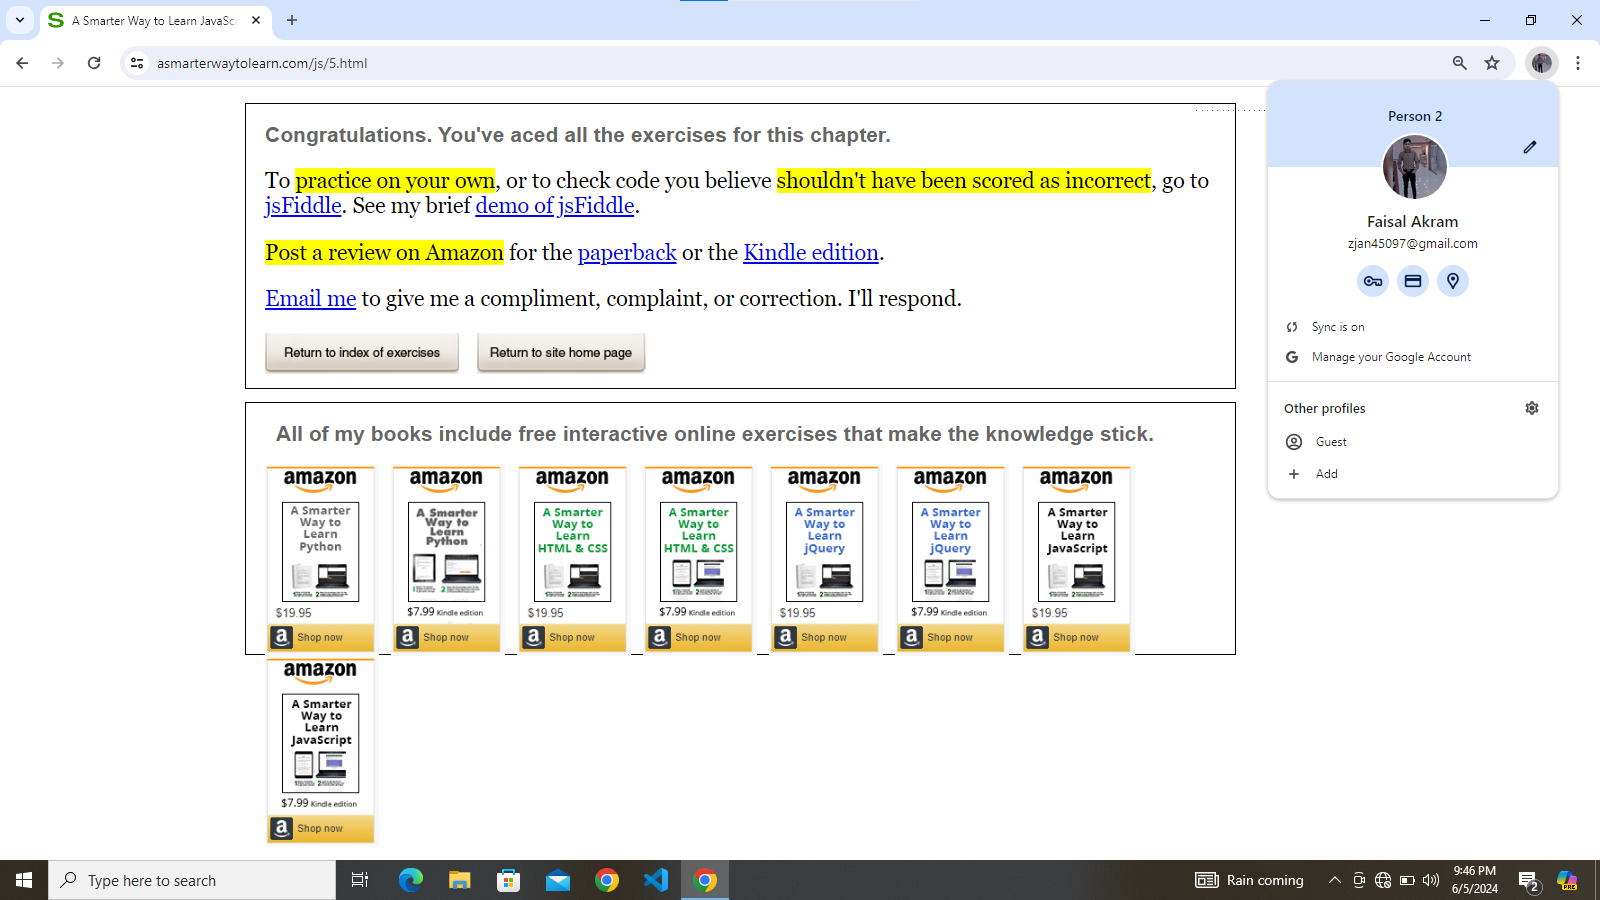 A Smarter Way to Learn JavaScr
asmarterwaytolearn.com/js/5.html
Congratulations. You've aced all the exercises for this chapter.
To practice on your own, or to check code you believe shouldn't have been scored as incorrect, go to
jsFiddle. See my brief demo of jsFiddle.
Post a review on Amazon for the paperback or the Kindle edition.
Email me to give me a compliment, complaint, or correction. I'll respond.
Return to index of exercises
Return to site home page
Person 2
Faisal Akram
zjan45097@gmail.com
Sync is on
Manage your Google Account
Other profiles
Guest
Add
All of my books include free interactive online exercises that make the knowledge stick.
amazon
A Smarter
Way to
Learn
Python
$19.95
Shop now
amazon
A Smarter
Way to
Learn
Python
$7.99 Kindle edition
Shop now
amazon
A Smarter
Way to
Learn
HTML & CSS
$19.95
Shop now
amazon
A Smarter
Way to
Learn
HTML & CSS
$7.99 Kindle edition
Shop now
amazon
A Smarter
Way to
Learn
jQuery
$19.95
Shop now
amazon
A Smarter
Way to
Learn
jQuery
$7.99 Kindle edition
Shop now
amazon
A Smarter
Way to
Learn
JavaScript
$19.95
Shop now
amazon
A Smarter
Way to
Learn
JavaScript
$7.99 Kindle edition
Shop now
Type here to search
Rain coming
9:46 PM
6/5/2024
2
PRE